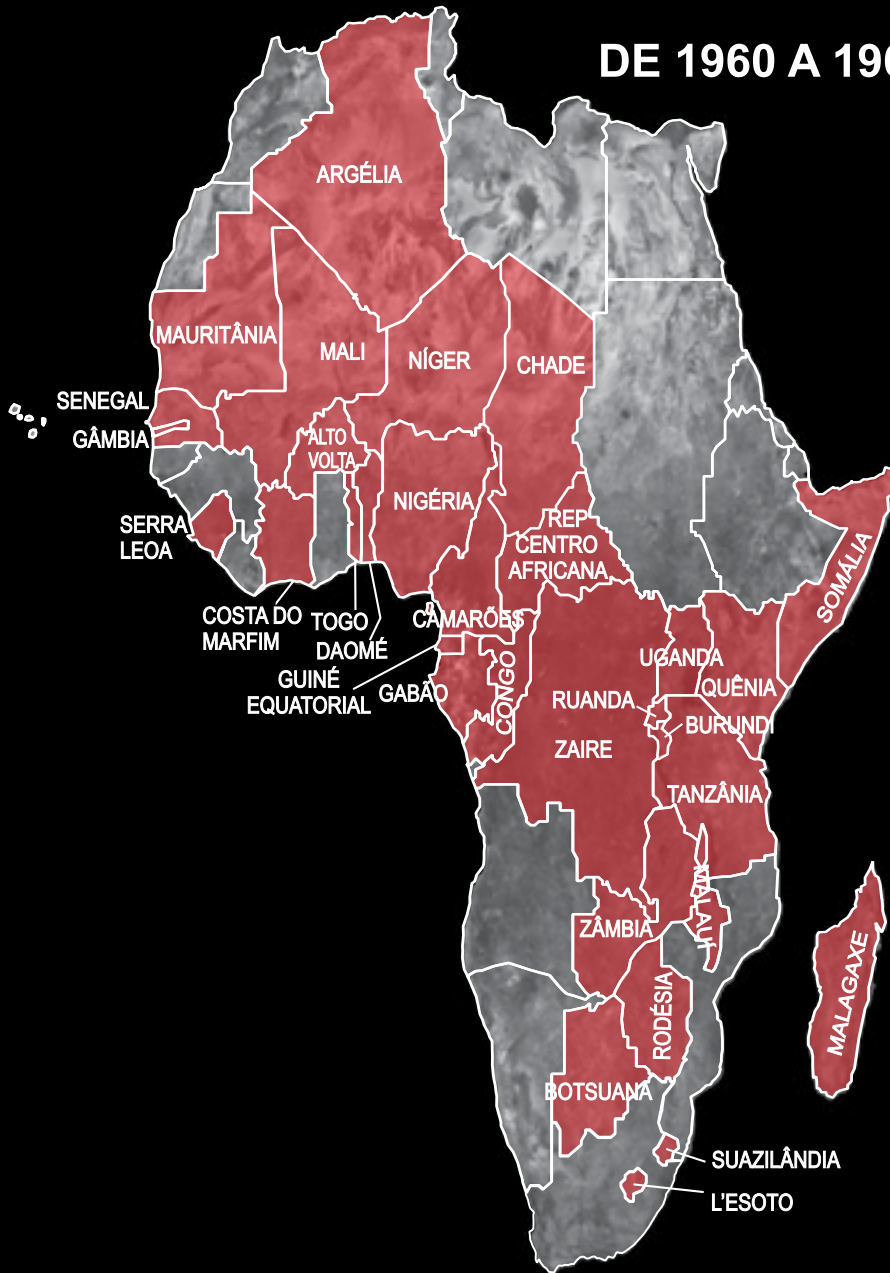 DE 1960 A 196
ARGÉLIA
MAURITÂNIA
MALI
NÍGER
CHADE
SENEGAL
GÂMBIA
ALTO
VOLTA
NIGÉRIA
SERRA
LEOA
REP
CENTRO
AFRICANA
SOMÁLIA
COSTA DO
MARFIM
TOGO
DAOMÉ
CAMARÕES
GUINÉ
EQUATORIAL
GABÃO
CONGO
UGANDA
QUÊNIA
RUANDA
BURUNDI
ZAIRE
TANZÂNIA
MALAUÍ
ZÂMBIA
MALAGAXE
RODÉSIA
BOTSUANA
SUAZILÂNDIA
L'ESOTO